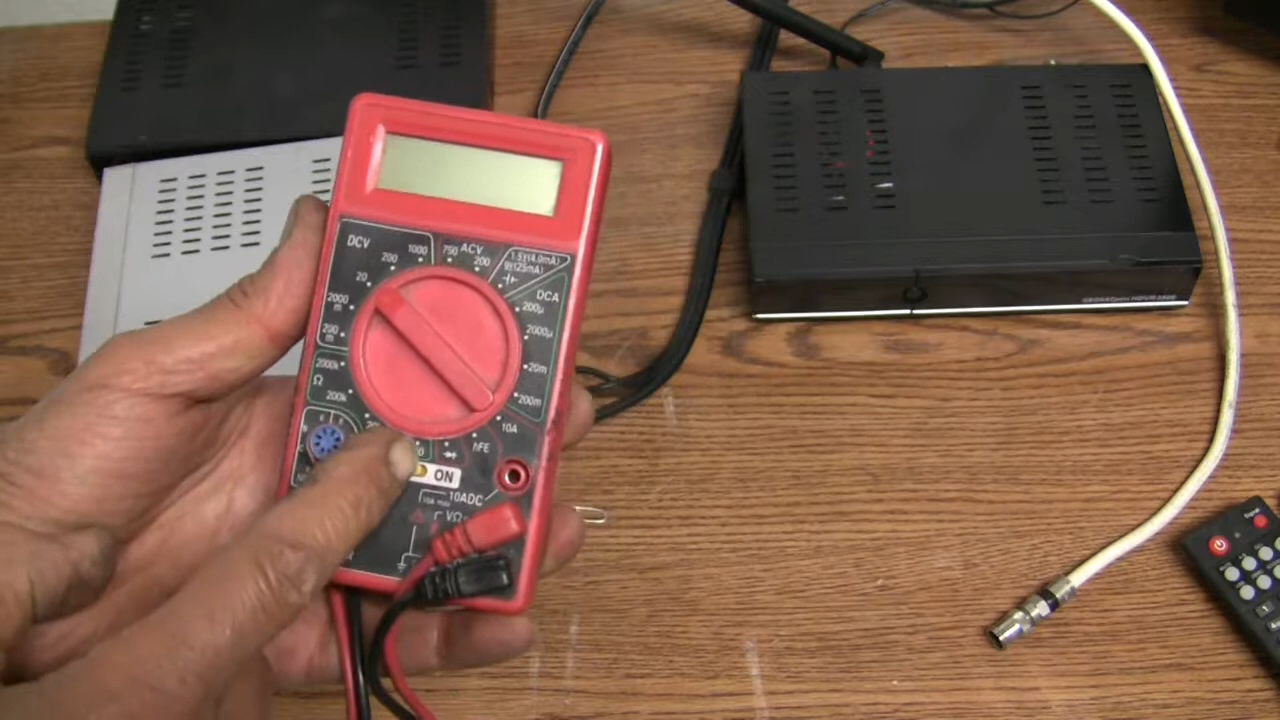 DCV
1000
750 ACV
200
200
20
2000
m
200
m
2000k
Ω
200k
1.5V(4.0mA)
9V(25mA)
DCA
200µ
2000µ
20m
200m
10A
hFE
ON
10ADC
VΩ
Signal